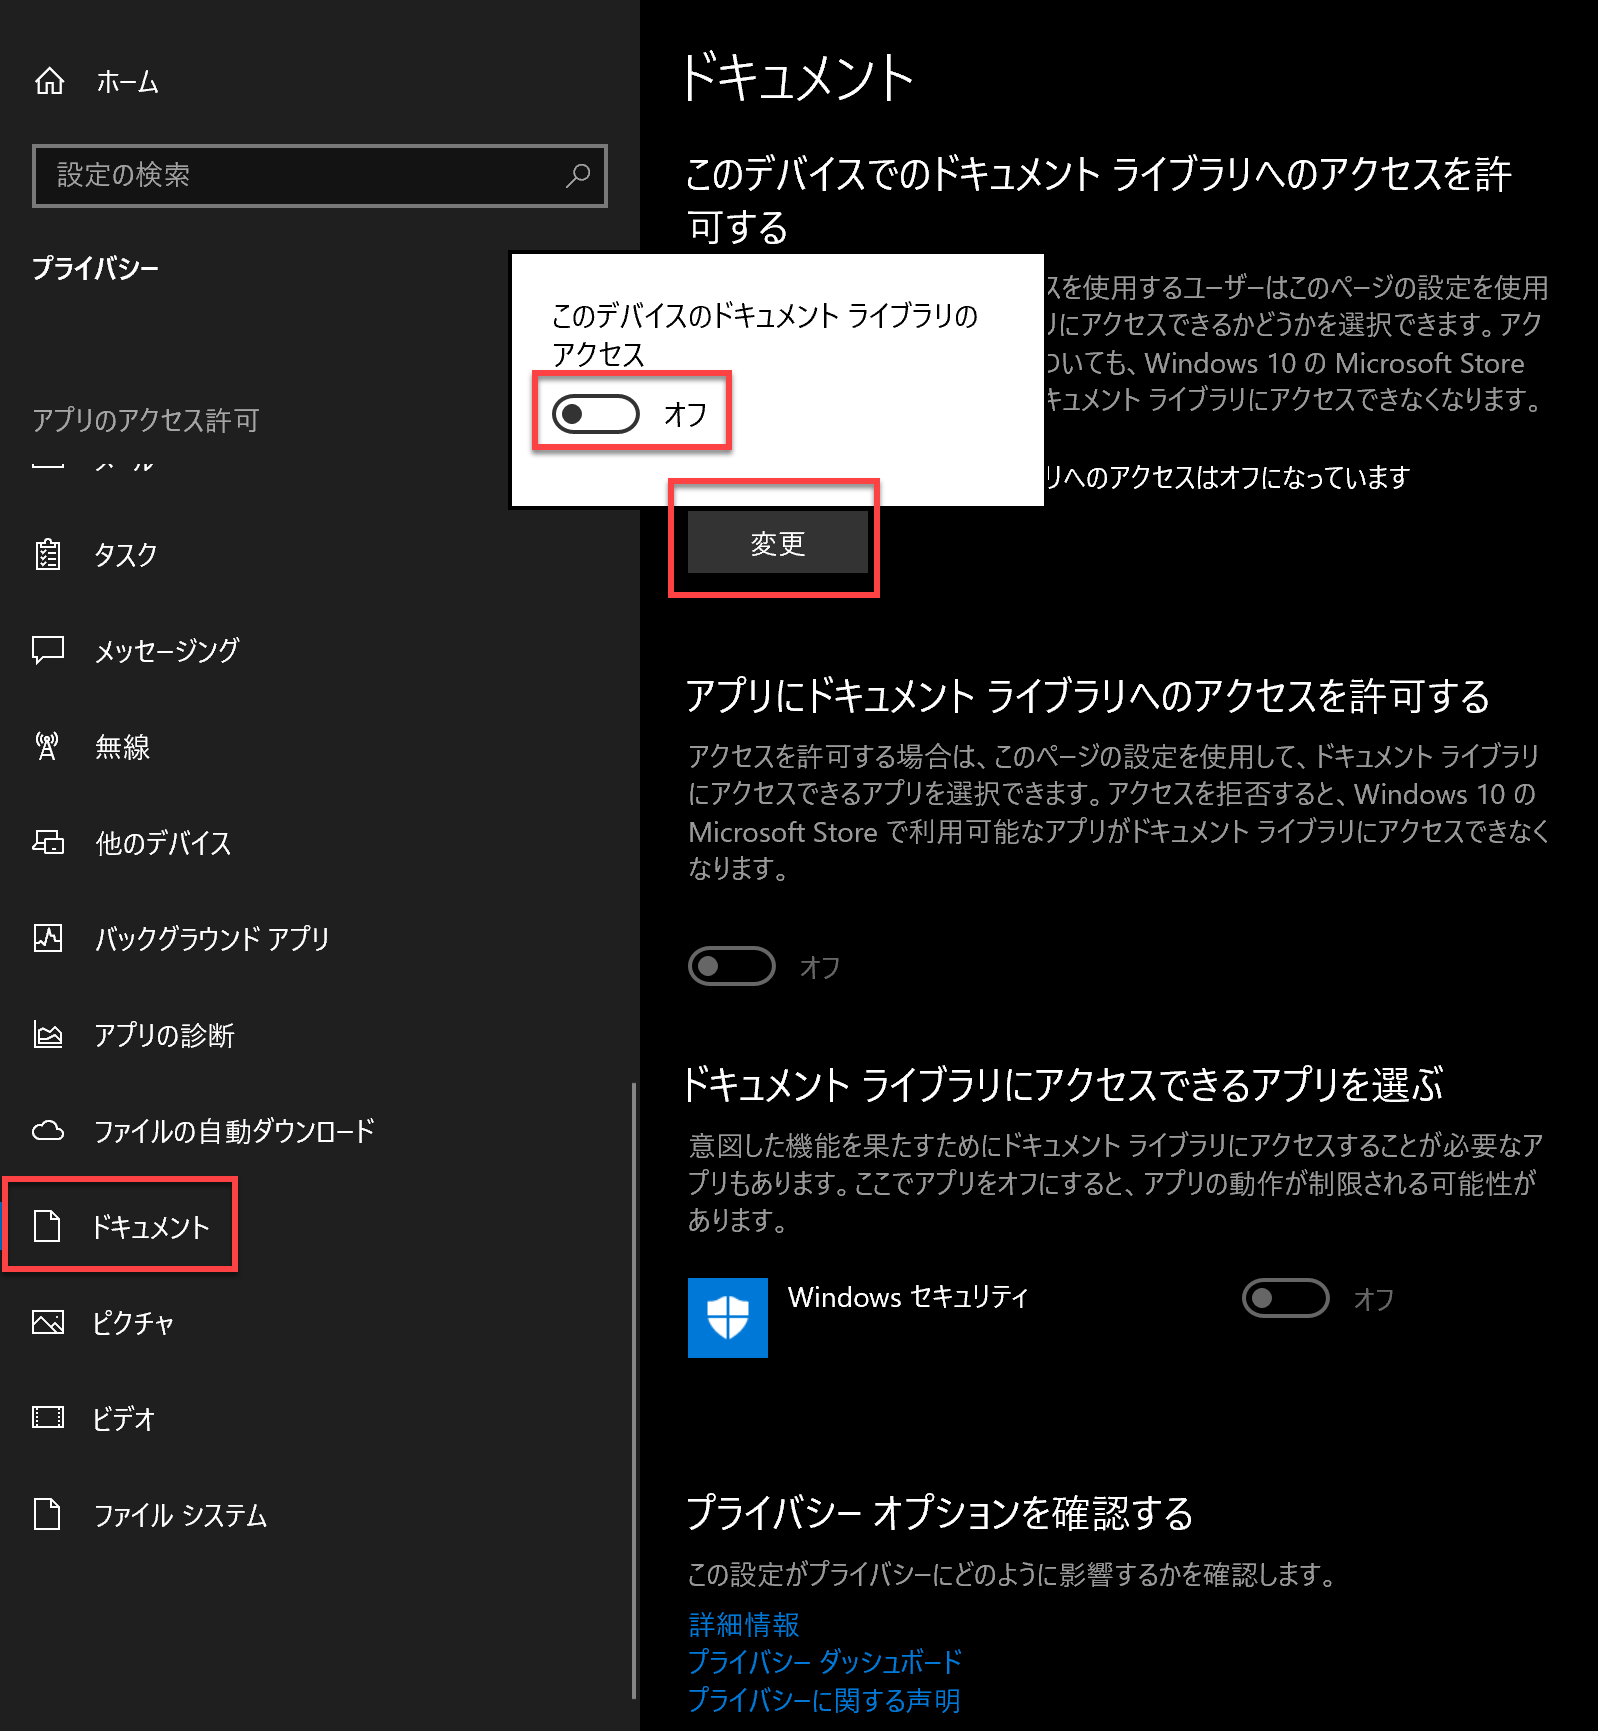 ホーム
設定の検索
プライバシー
アプリのアクセス許可
メール
タスク
メッセージング
無線
他のデバイス
バックグラウンド アプリ
アプリの診断
ファイルの自動ダウンロード
ドキュメント
ピクチャ
ビデオ
ファイル システム
ドキュメント
このデバイスでのドキュメント ライブラリへのアクセスを許
可する
スを使用するユーザーはこのページの設定を使用
リにアクセスできるかどうかを選択できます。アク
ついても、Windows 10 の Microsoft Store
キュメント ライブラリにアクセスできなくなります。
リへのアクセスはオフになっています
このデバイスのドキュメント ライブラリの
アクセス
オフ
変更
アプリにドキュメント ライブラリへのアクセスを許可する
アクセスを許可する場合は、このページの設定を使用して、ドキュメント ライブラリ
にアクセスできるアプリを選択できます。アクセスを拒否すると、Windows 10 の
Microsoft Store で利用可能なアプリがドキュメント ライブラリにアクセスできなく
なります。
オフ
ドキュメント ライブラリにアクセスできるアプリを選ぶ
意図した機能を果たすためにドキュメント ライブラリにアクセスすることが必要なア
プリもあります。ここでアプリをオフにすると、アプリの動作が制限される可能性が
あります。
Windows セキュリティ
オフ
プライバシー オプションを確認する
この設定がプライバシーにどのように影響するかを確認します。
詳細情報
プライバシー ダッシュボード
プライバシーに関する声明